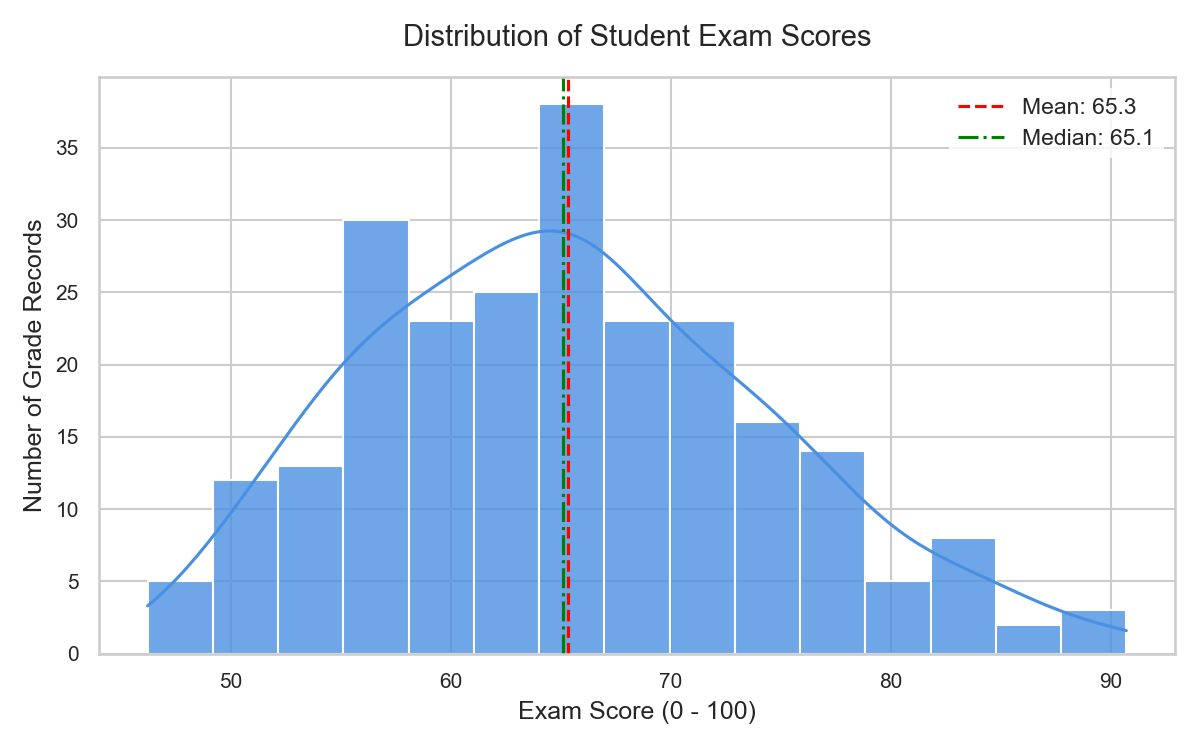 Distribution of Student Exam Scores
Mean: 65.3
Median: 65.1
Number of Grade Records
35
30
25
20
15
10
5
0
50 60 70 80 90
Exam Score (0 - 100)